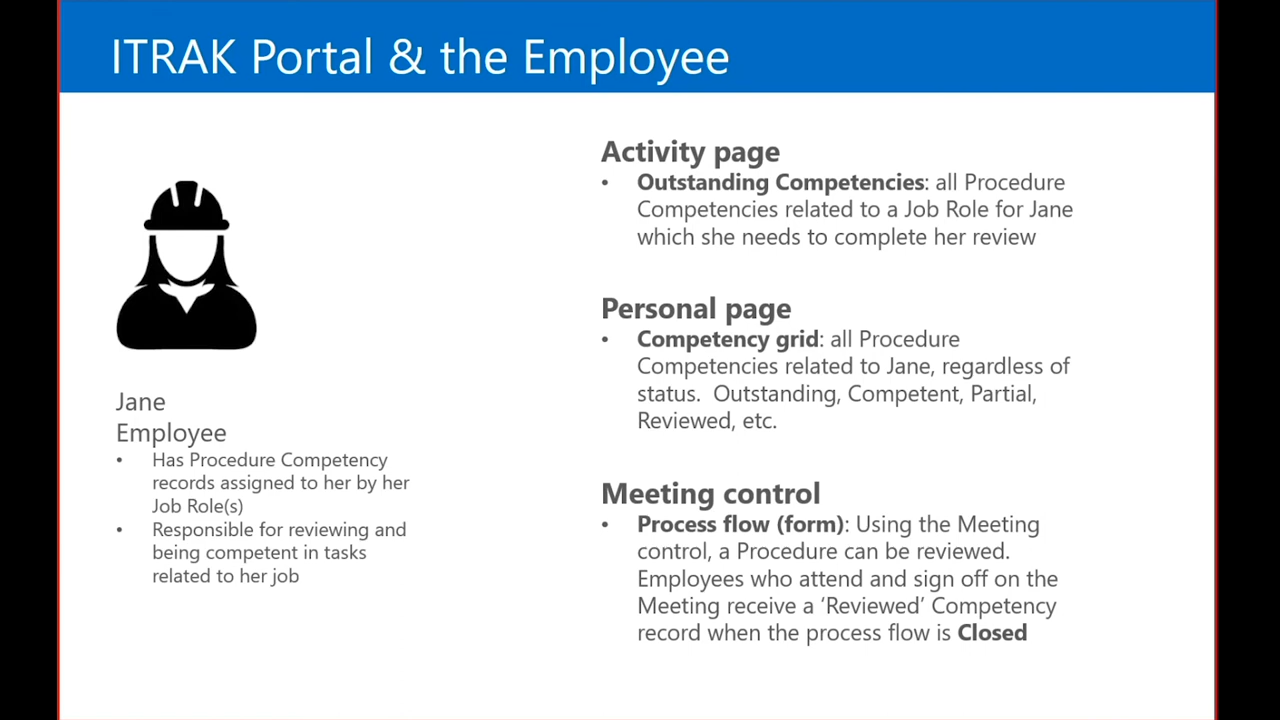 ITRAK Portal & the Employee
Jane
Employee
• Has Procedure Competency
records assigned to her by her
Job Role(s)
• Responsible for reviewing and
being competent in tasks
related to her job
Activity page
• Outstanding Competencies: all Procedure
Competencies related to a Job Role for Jane
which she needs to complete her review
Personal page
• Competency grid: all Procedure
Competencies related to Jane, regardless of
status.  Outstanding, Competent, Partial,
Reviewed, etc.
Meeting control
• Process flow (form): Using the Meeting
control, a Procedure can be reviewed.
Employees who attend and sign off on the
Meeting receive a ‘Reviewed’ Competency
record when the process flow is Closed